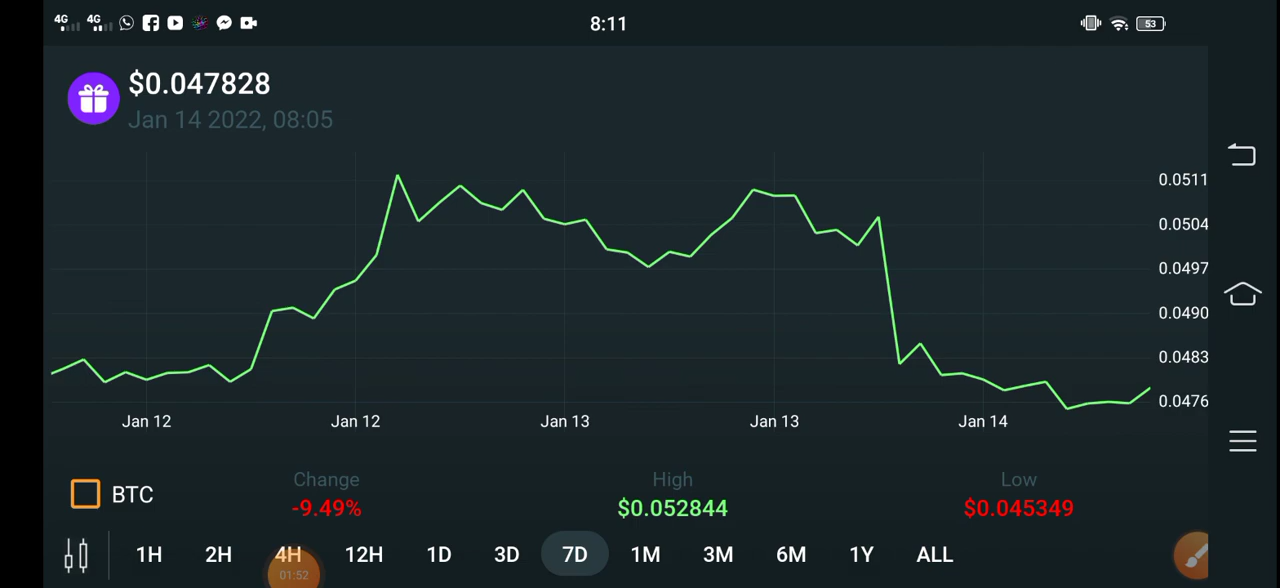 4G 4G 8:11 53
$0.047828
Jan 14 2022, 08:05
0.0511
0.0504
0.0497
0.0490
0.0483
0.0476
Jan 12 Jan 12 Jan 13 Jan 13 Jan 14
BTC
Change High Low
-9.49% $0.052844 $0.045349
1H 2H 4H 12H 1D 3D 7D 1M 3M 6M 1Y ALL
01:52